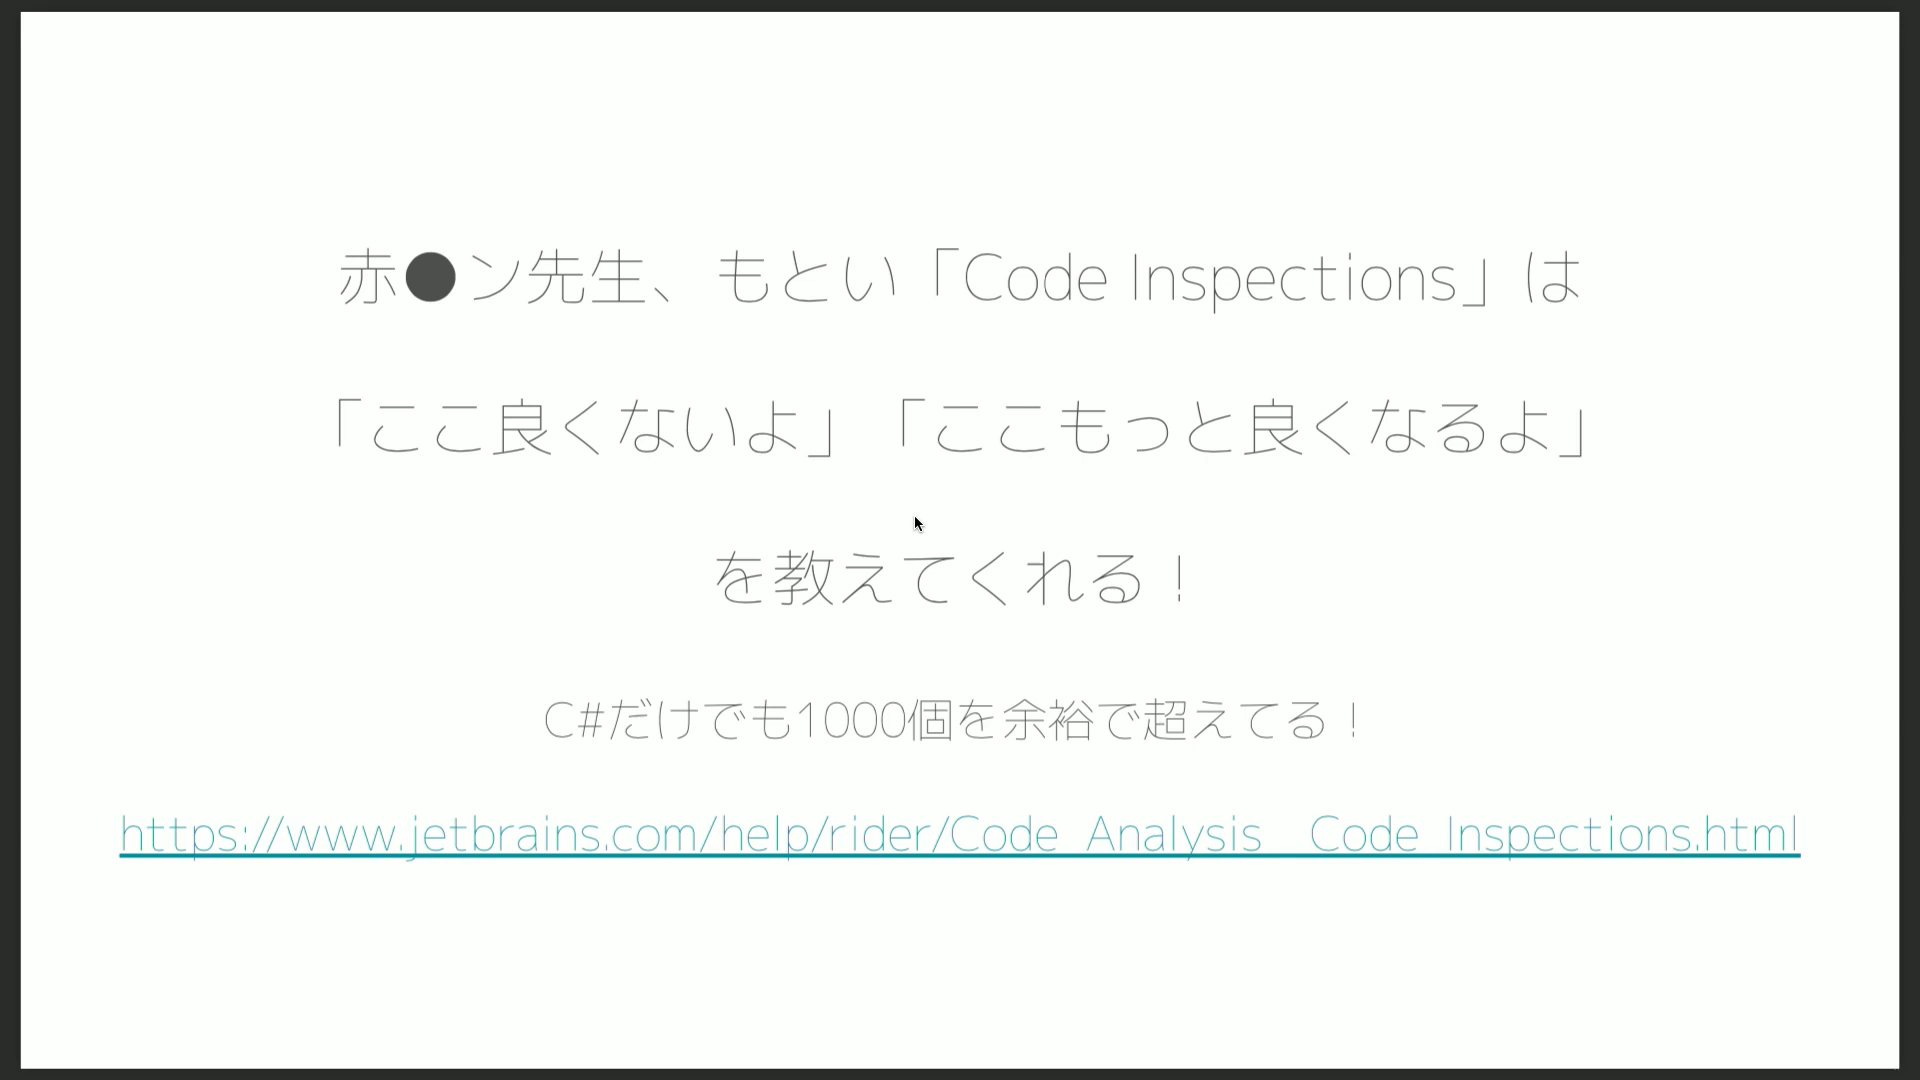 赤●ン先生、もとい「Code Inspections」は
「ここ良くないよ」「ここもっと良くなるよ」
を教えてくれる！
C#だけでも1000個を余裕で超えてる！
https://www.jetbrains.com/help/rider/Code_Analysis__Code_Inspections.html